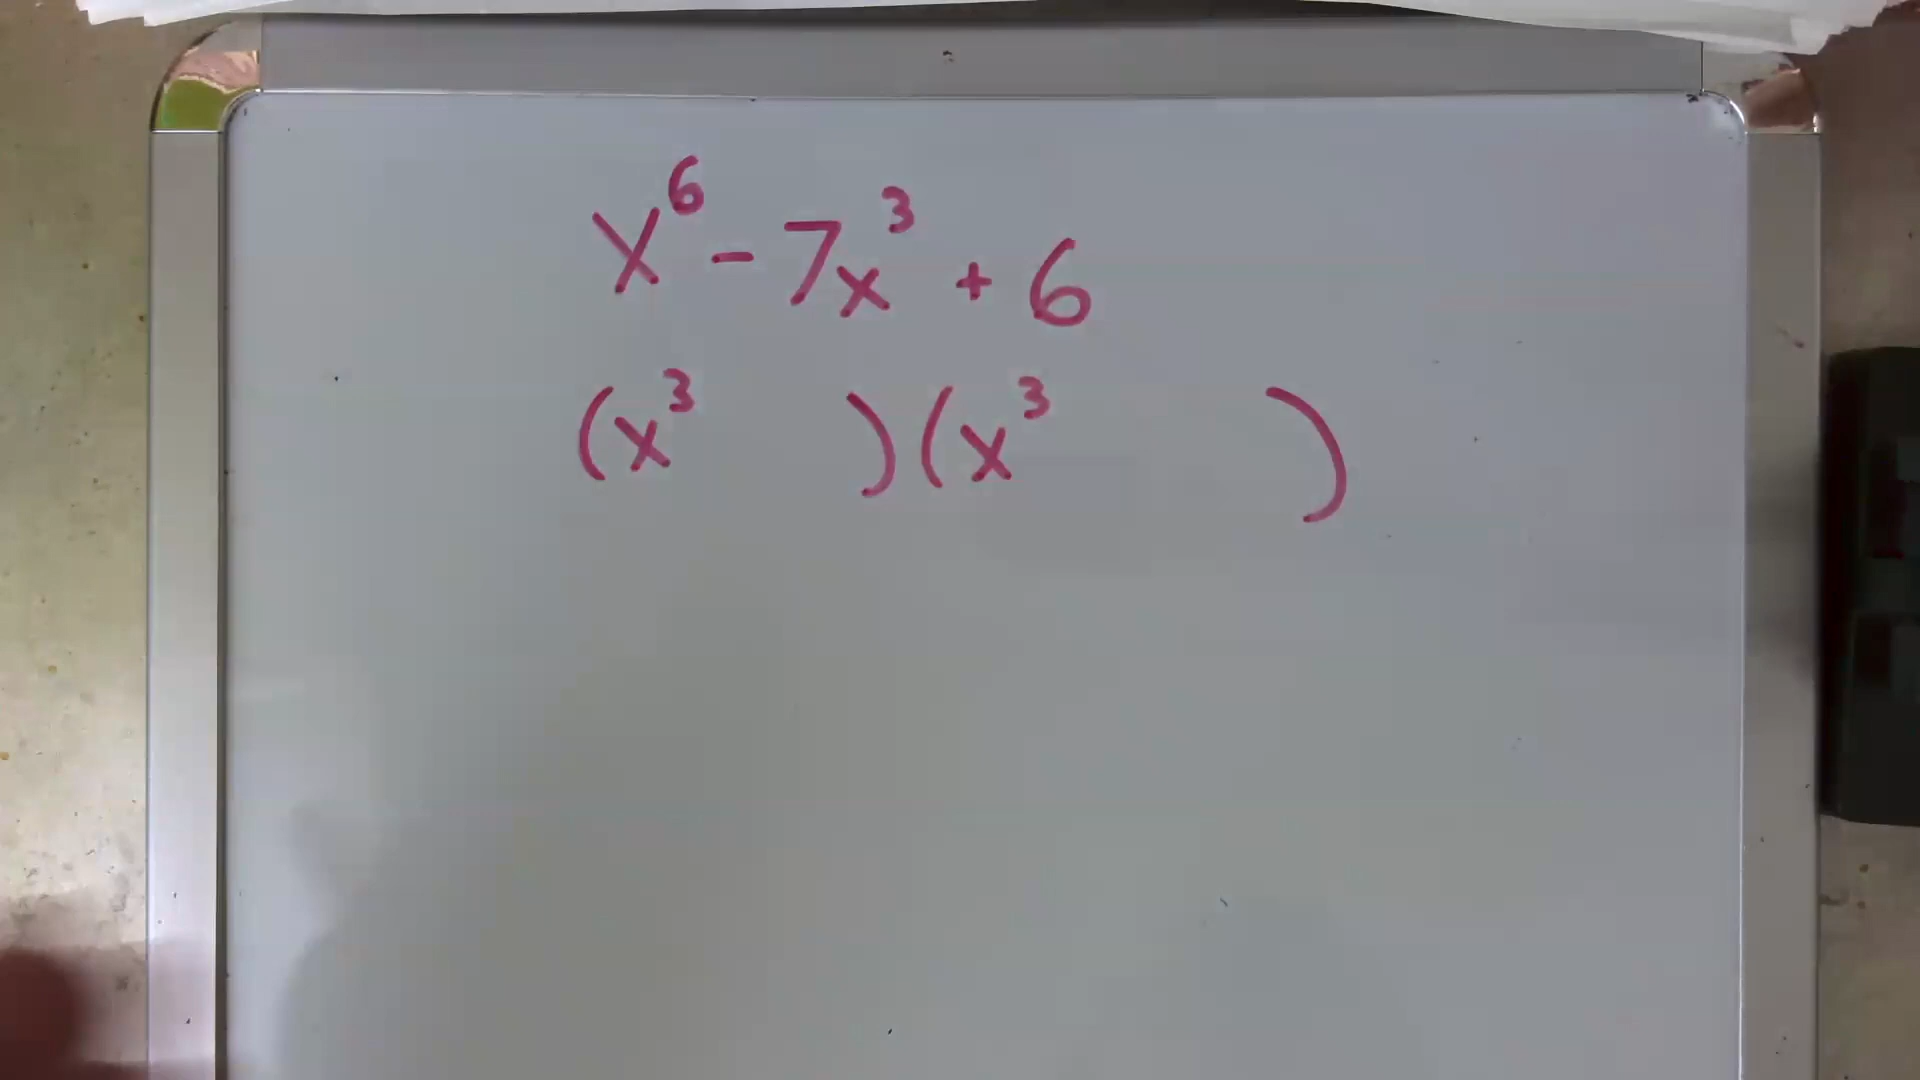 x⁶ - 7x³ + 6
(x³ )(x³ )